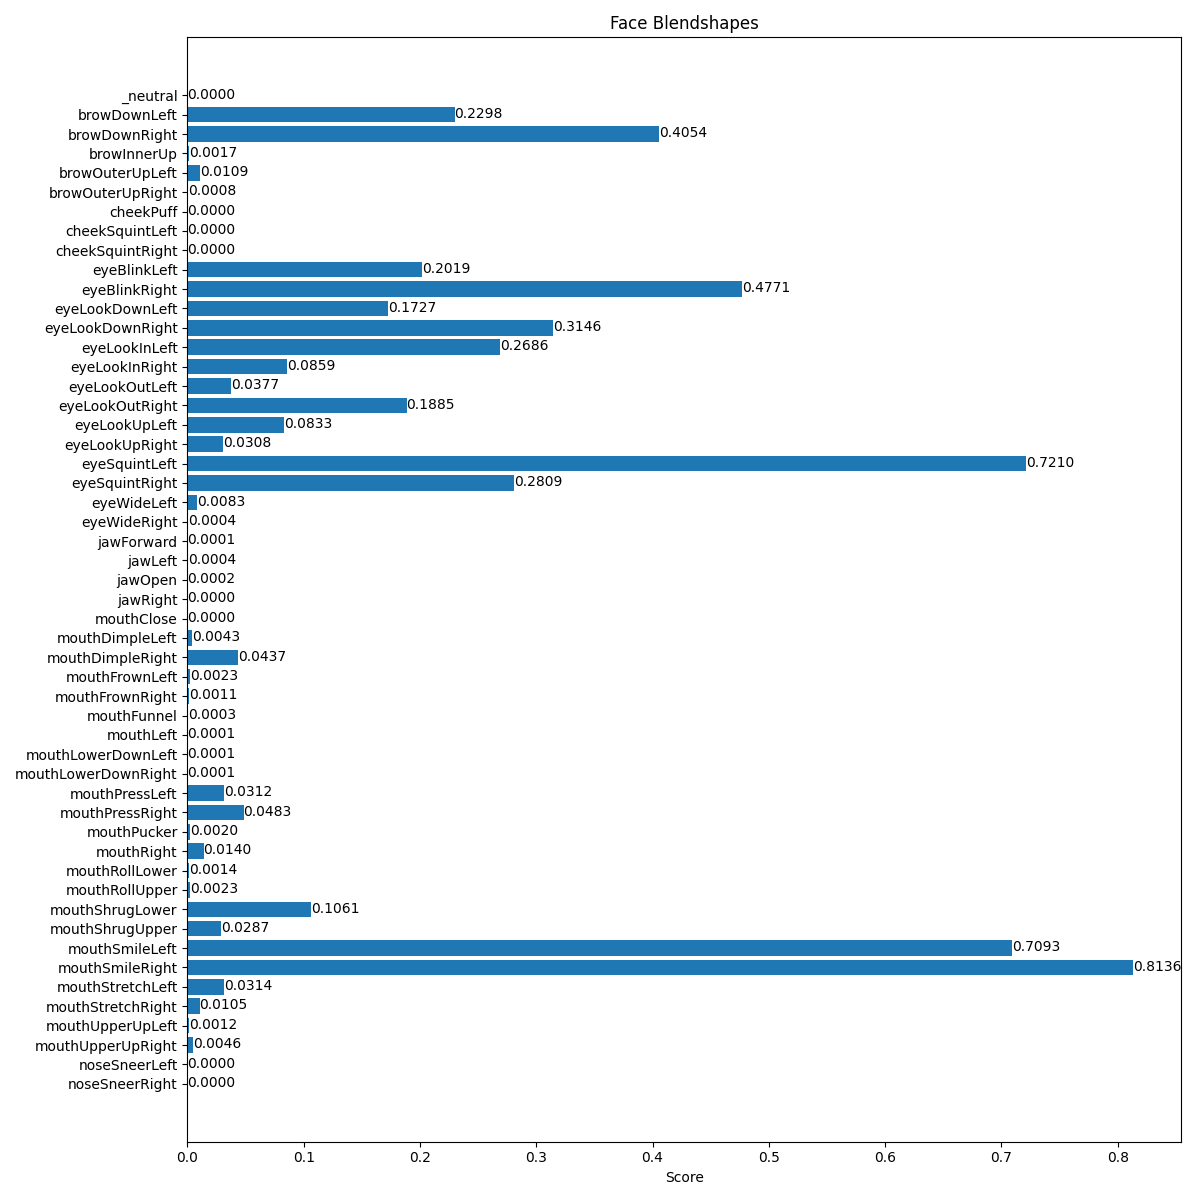 Face Blendshapes
_neutral 0.0000
browDownLeft 0.2298
browDownRight 0.4054
browInnerUp 0.0017
browOuterUpLeft 0.0109
browOuterUpRight 0.0008
cheekPuff 0.0000
cheekSquintLeft 0.0000
cheekSquintRight 0.0000
eyeBlinkLeft 0.2019
eyeBlinkRight 0.4771
eyeLookDownLeft 0.1727
eyeLookDownRight 0.3146
eyeLookInLeft 0.2686
eyeLookInRight 0.0859
eyeLookOutLeft 0.0377
eyeLookOutRight 0.1885
eyeLookUpLeft 0.0833
eyeLookUpRight 0.0308
eyeSquintLeft 0.7210
eyeSquintRight 0.2809
eyeWideLeft 0.0083
eyeWideRight 0.0004
jawForward 0.0001
jawLeft 0.0004
jawOpen 0.0002
jawRight 0.0000
mouthClose 0.0000
mouthDimpleLeft 0.0043
mouthDimpleRight 0.0437
mouthFrownLeft 0.0023
mouthFrownRight 0.0011
mouthFunnel 0.0003
mouthLeft 0.0001
mouthLowerDownLeft 0.0001
mouthLowerDownRight 0.0001
mouthPressLeft 0.0312
mouthPressRight 0.0483
mouthPucker 0.0020
mouthRight 0.0140
mouthRollLower 0.0014
mouthRollUpper 0.0023
mouthShrugLower 0.1061
mouthShrugUpper 0.0287
mouthSmileLeft 0.7093
mouthSmileRight 0.8136
mouthStretchLeft 0.0314
mouthStretchRight 0.0105
mouthUpperUpLeft 0.0012
mouthUpperUpRight 0.0046
noseSneerLeft 0.0000
noseSneerRight 0.0000
0.0 0.1 0.2 0.3 0.4 0.5 0.6 0.7 0.8
Score